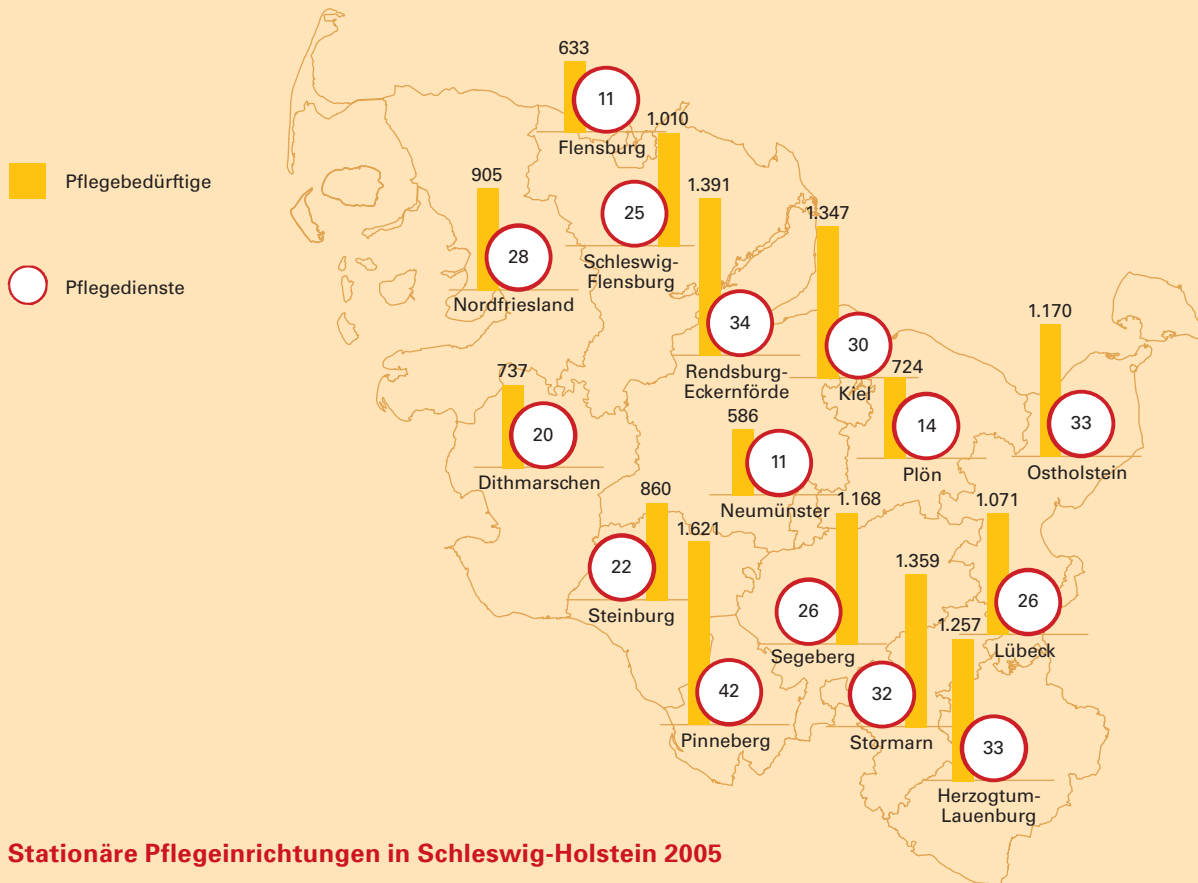 633
11
Flensburg
1.010
Pflegebedürftige
905
1.391
25
1.347
Pflegedienste
28
Schleswig-
Flensburg
Nordfriesland
34
1.170
30
Rendsburg-
Eckernförde
737
724
Kiel
586
14
33
20
Plön
Ostholstein
11
Dithmarschen
Neumünster
860
1.168
1.071
1.621
22
1.359
26
26
Steinburg
1.257
Segeberg
Lübeck
42
32
Pinneberg
Stormarn
33
Herzogtum-
Lauenburg
Stationäre Pflegeinrichtungen in Schleswig-Holstein 2005